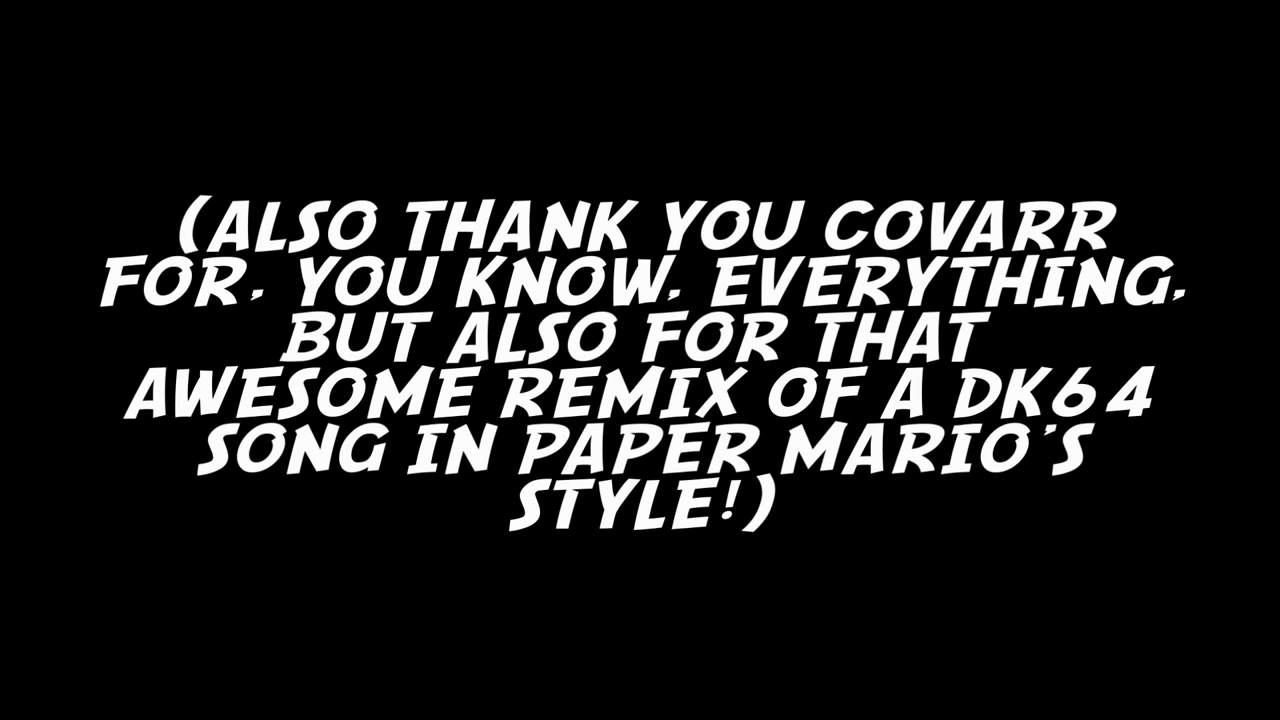 (ALSO THANK YOU COVARR
FOR, YOU KNOW, EVERYTHING,
BUT ALSO FOR THAT
AWESOME REMIX OF A DK64
SONG IN PAPER MARIO'S
STYLE!)